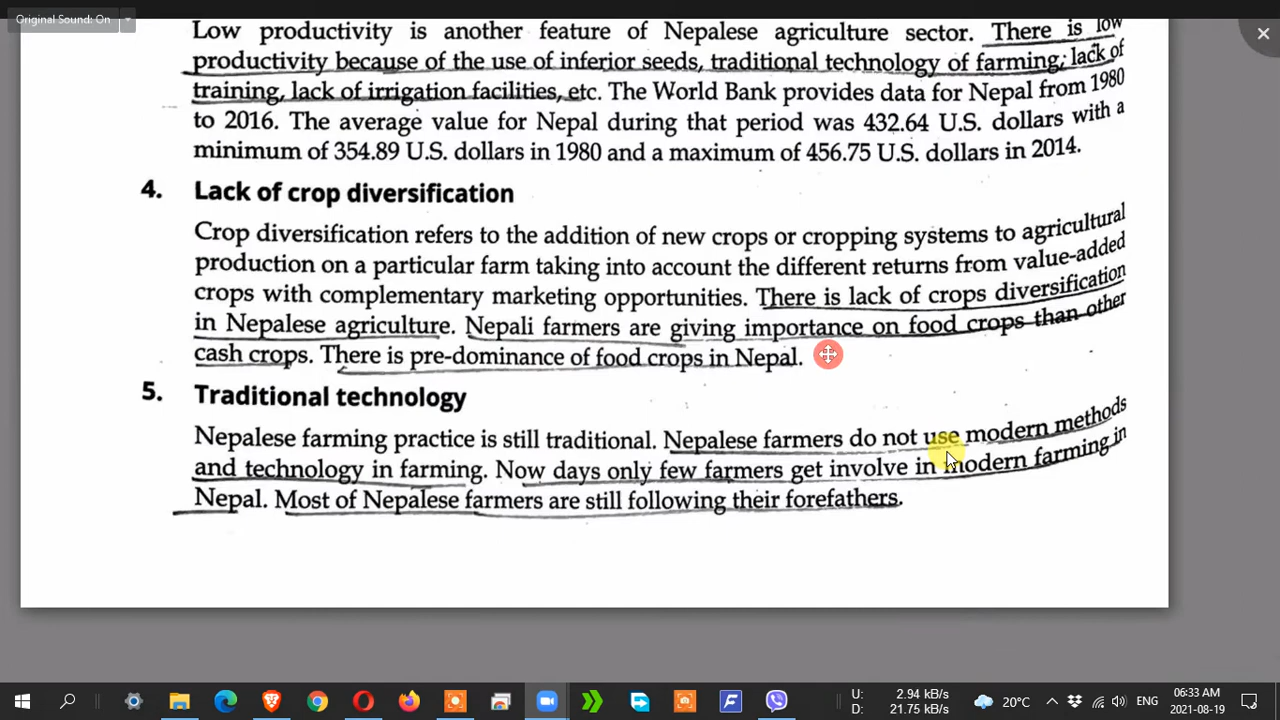 Original Sound: On
Low productivity is another feature of Nepalese agriculture sector. There is low
productivity because of the use of inferior seeds, traditional technology of farming; lack of
training, lack of irrigation facilities, etc. The World Bank provides data for Nepal from 1980
to 2016. The average value for Nepal during that period was 432.64 U.S. dollars with a
minimum of 354.89 U.S. dollars in 1980 and a maximum of 456.75 U.S. dollars in 2014.
4. Lack of crop diversification
Crop diversification refers to the addition of new crops or cropping systems to agricultural
production on a particular farm taking into account the different returns from value-added
crops with complementary marketing opportunities. There is lack of crops diversification
in Nepalese agriculture. Nepali farmers are giving importance on food crops than other
cash crops. There is pre-dominance of food crops in Nepal.
5. Traditional technology
Nepalese farming practice is still traditional. Nepalese farmers do not use modern methods
and technology in farming. Now days only few farmers get involve in modern farming in
Nepal. Most of Nepalese farmers are still following their forefathers.
U: 2.94 kB/s
D: 21.75 kB/s
20°C
ENG
06:33 AM
2021-08-19